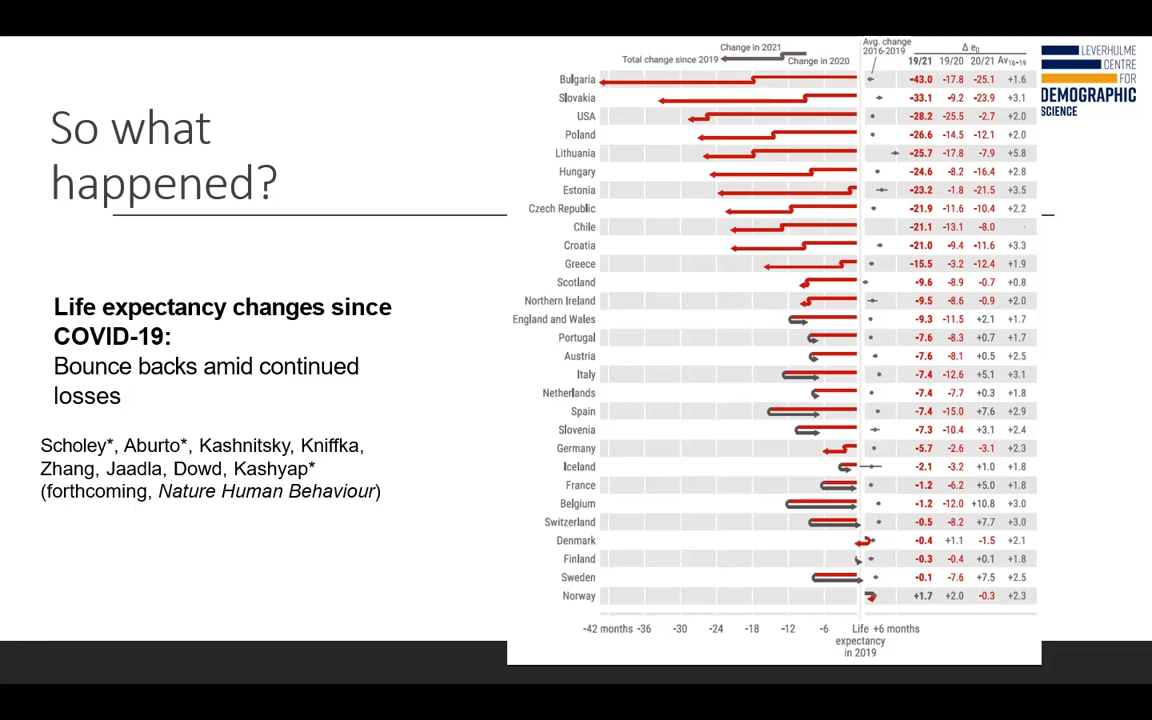 So what
happened?
Life expectancy changes since
COVID-19:
Bounce backs amid continued
losses
Scholey*, Aburto*, Kashnitsky, Kniffka,
Zhang, Jaadla, Dowd, Kashyap*
(forthcoming, Nature Human Behaviour)
Change in 2021
Total change since 2019
Change in 2020
Avg. change
2016-2019
Δ e₀
19/21 19/20 20/21 Av₁₆₋₁₉
Bulgaria -43.0 -17.8 -25.1 +1.6
Slovakia -33.1 -9.2 -23.9 +3.1
USA -28.2 -25.5 -2.7 +2.0
Poland -26.6 -14.5 -12.1 +2.0
Lithuania -25.7 -17.8 -7.9 +5.8
Hungary -24.6 -8.2 -16.4 +2.8
Estonia -23.2 -1.8 -21.5 +3.5
Czech Republic -21.9 -11.6 -10.4 +2.2
Chile -21.1 -13.1 -8.0 ·
Croatia -21.0 -9.4 -11.6 +3.3
Greece -15.5 -3.2 -12.4 +1.9
Scotland -9.6 -8.9 -0.7 +0.8
Northern Ireland -9.5 -8.6 -0.9 +2.0
England and Wales -9.3 -11.5 +2.1 +1.7
Portugal -7.6 -8.3 +0.7 +1.7
Austria -7.6 -8.1 +0.5 +2.5
Italy -7.4 -12.6 +5.1 +3.1
Netherlands -7.4 -7.7 +0.3 +1.8
Spain -7.4 -15.0 +7.6 +2.9
Slovenia -7.3 -10.4 +3.1 +2.4
Germany -5.7 -2.6 -3.1 +2.3
Iceland -2.1 -3.2 +1.0 +1.8
France -1.2 -6.2 +5.0 +1.8
Belgium -1.2 -12.0 +10.8 +3.0
Switzerland -0.5 -8.2 +7.7 +3.0
Denmark -0.4 +1.1 -1.5 +2.1
Finland -0.3 -0.4 +0.1 +1.8
Sweden -0.1 -7.6 +7.5 +2.5
Norway +1.7 +2.0 -0.3 +2.3
-42 months -36 -30 -24 -18 -12 -6 Life +6 months
expectancy
in 2019
LEVERHULME
CENTRE
FOR
DEMOGRAPHIC
SCIENCE